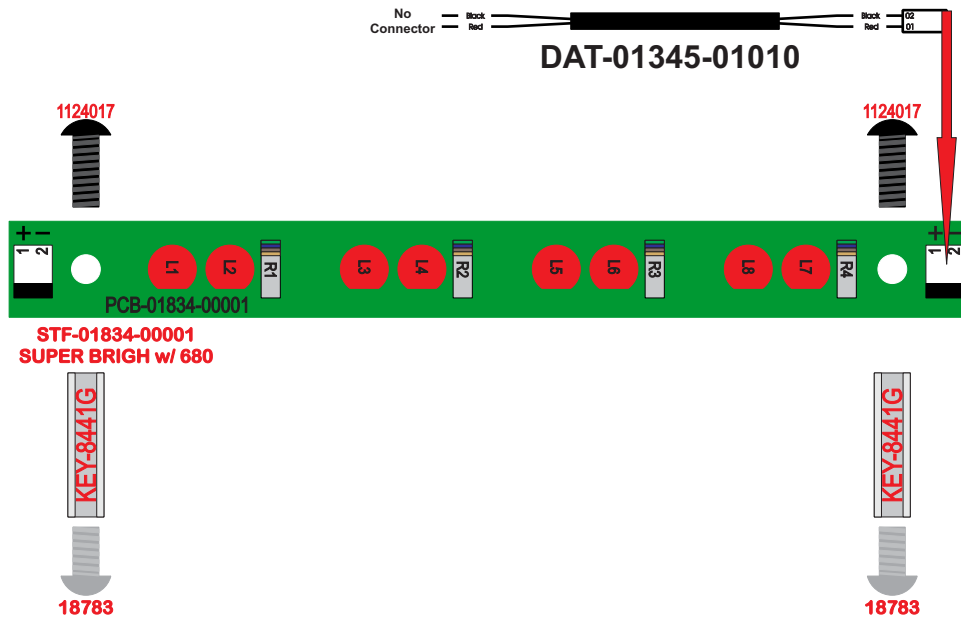 No Connector
Black
Red
Black
Red
02
01
DAT-01345-01010
1124017
1124017
+ −
1 2
+ −
1 2
L1
L2
R1
L3
L4
R2
L5
L6
R3
L8
L7
R4
PCB-01834-00001
STF-01834-00001
SUPER BRIGH w/ 680
KEY-8441G
KEY-8441G
18783
18783